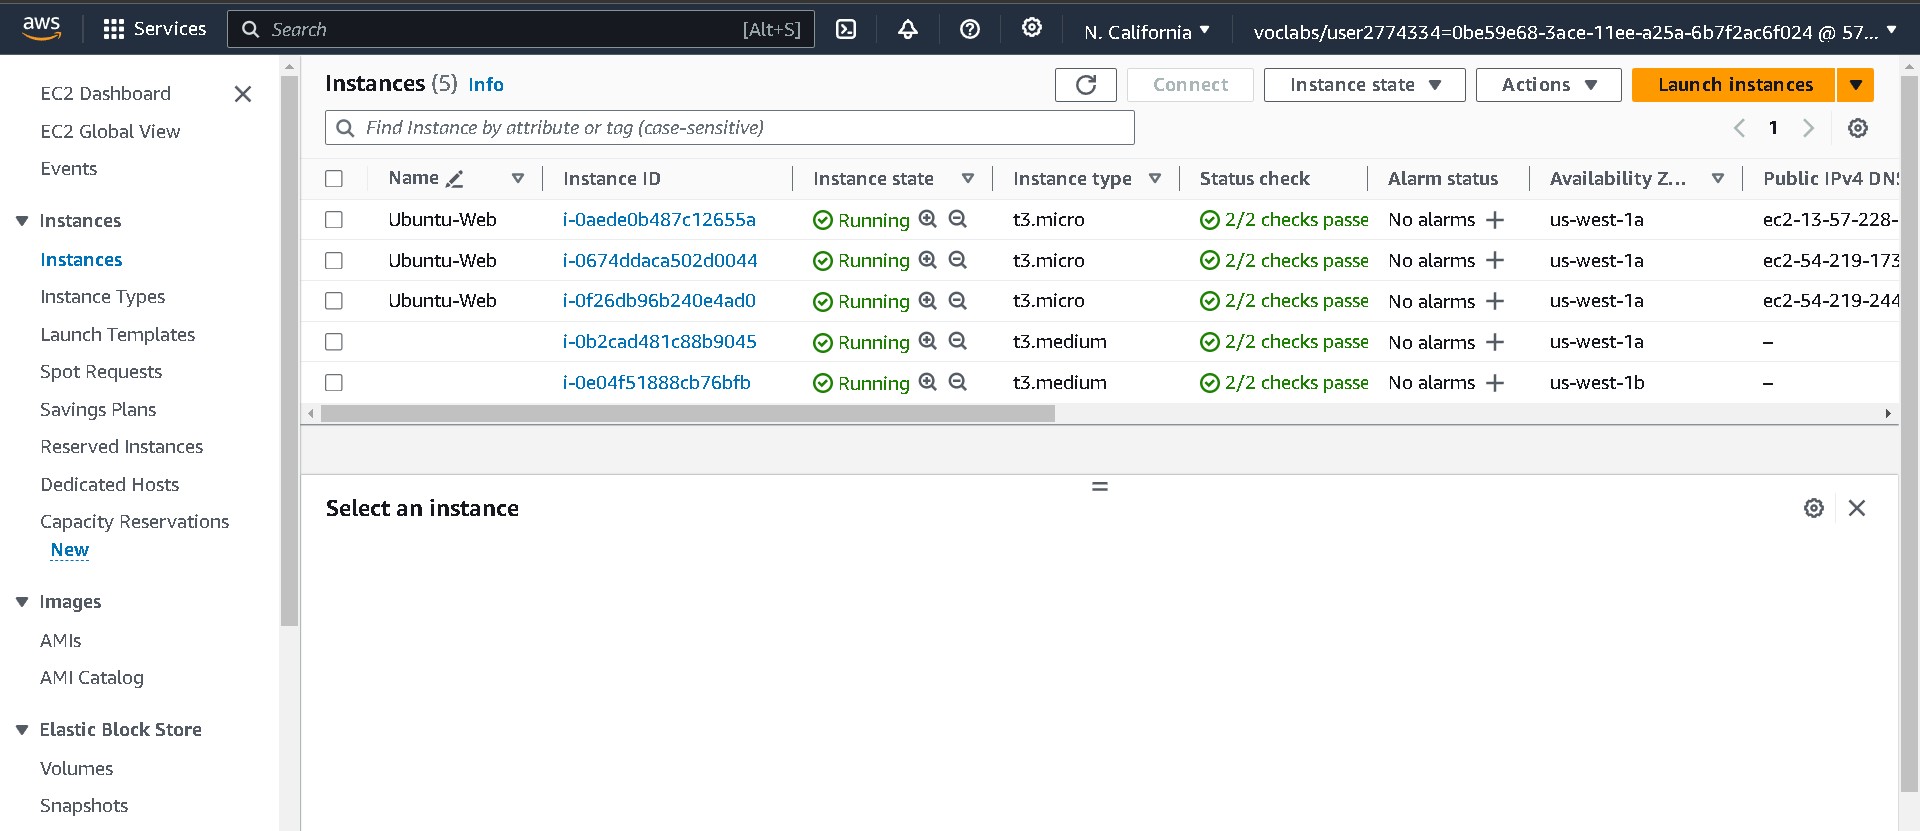 aws Services Search [Alt+S] N. California voclabs/user2774334=0be59e68-3ace-11ee-a25a-6b7f2ac6f024 @ 57...
EC2 Dashboard
EC2 Global View
Events
Instances
Instances
Instance Types
Launch Templates
Spot Requests
Savings Plans
Reserved Instances
Dedicated Hosts
Capacity Reservations
New
Images
AMIs
AMI Catalog
Elastic Block Store
Volumes
Snapshots
Instances (5) Info Connect Instance state Actions Launch instances
Find Instance by attribute or tag (case-sensitive) 1
Name Instance ID Instance state Instance type Status check Alarm status Availability Z... Public IPv4 DNS
Ubuntu-Web i-0aede0b487c12655a Running t3.micro 2/2 checks passe No alarms + us-west-1a ec2-13-57-228-
Ubuntu-Web i-0674ddaca502d0044 Running t3.micro 2/2 checks passe No alarms + us-west-1a ec2-54-219-173
Ubuntu-Web i-0f26db96b240e4ad0 Running t3.micro 2/2 checks passe No alarms + us-west-1a ec2-54-219-244
i-0b2cad481c88b9045 Running t3.medium 2/2 checks passe No alarms + us-west-1a –
i-0e04f51888cb76bfb Running t3.medium 2/2 checks passe No alarms + us-west-1b –
Select an instance